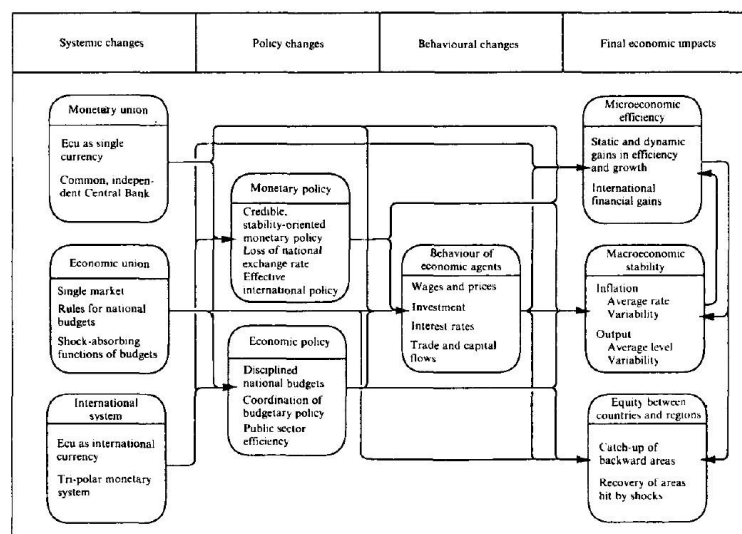 Systemic changes
Policy changes
Behavioural changes
Final economic impacts
Monetary union
Ecu as single
currency
Common, indepen-
dent Central Bank
Economic union
Single market
Rules for national
budgets
Shock-absorbing
functions of budgets
International
system
Ecu as international
currency
Tri-polar monetary
system
Monetary policy
Credible,
stability-oriented
monetary policy
Loss of national
exchange rate
Effective
international policy
Economic policy
Disciplined
national budgets
Coordination of
budgetary policy
Public sector
efficiency
Behaviour of
economic agents
Wages and prices
Investment
Interest rates
Trade and capital
flows
Microeconomic
efficiency
Static and dynamic
gains in efficiency
and growth
International
financial gains
Macroeconomic
stability
Inflation
Average rate
Variability
Output
Average level
Variability
Equity between
countries and regions
Catch-up of
backward areas
Recovery of areas
hit by shocks